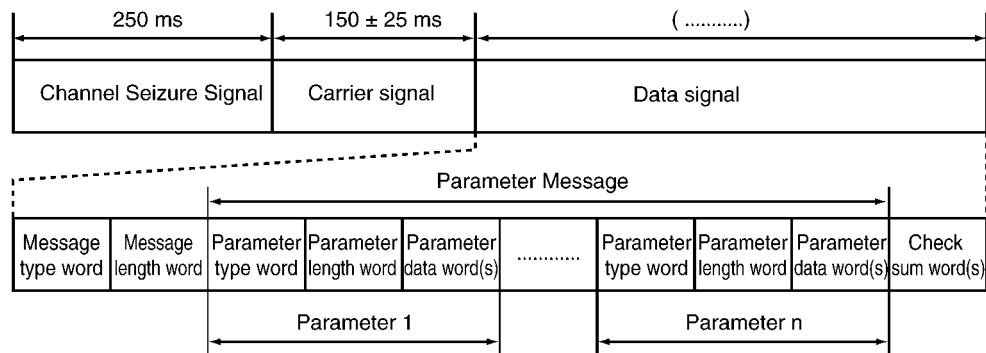 250 ms 150 ± 25 ms (...........)
Channel Seizure Signal Carrier signal Data signal
Parameter Message
Message type word
Message length word
Parameter type word
Parameter length word
Parameter data word(s)
............
Parameter type word
Parameter length word
Parameter data word(s)
Check sum word(s)
Parameter 1 Parameter n